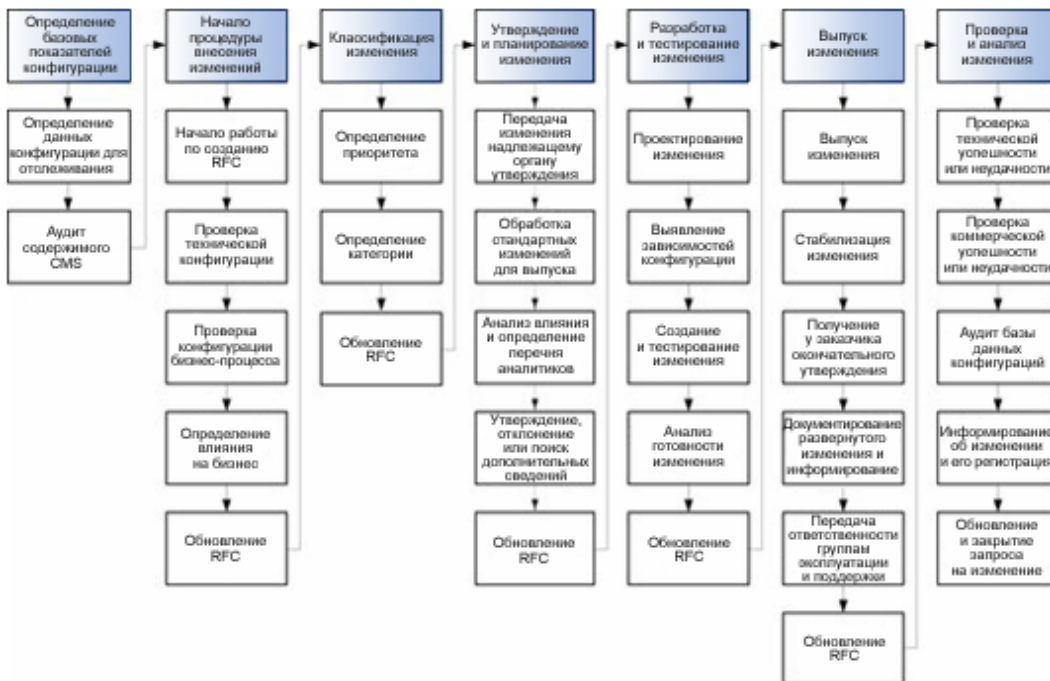 Определение
базовых
показателей
конфигурации
Определение
данных
конфигурации для
отслеживания
Аудит
содержимого
CMS
Начало
процедуры
внесения
изменений
Начало работы
по созданию
RFC
Проверка
технической
конфигурации
Проверка
конфигурации
бизнес-процесса
Определение
влияния
на бизнес
Обновление
RFC
Классификация
изменения
Определение
приоритета
Определение
категории
Обновление
RFC
Утверждение
и планирование
изменения
Передача
изменения
надлежащему
органу
утверждения
Обработка
стандартных
изменений
для выпуска
Анализ влияния
и определение
перечня
аналитиков
Утверждение,
отклонение
или поиск
дополнительных
сведений
Обновление
RFC
Разработка
и тестирование
изменения
Проектирование
изменения
Выявление
зависимостей
конфигурации
Создание
и тестирование
изменения
Анализ
готовности
изменения
Обновление
RFC
Выпуск
изменения
Выпуск
изменения
Стабилизация
изменения
Получение
у заказчика
окончательного
утверждения
Документирование
развернутого
изменения и
информирование
Передача
ответственности
группам
эксплуатации
и поддержки
Обновление
RFC
Проверка
и анализ
изменения
Проверка
технической
успешности
или неудачности
Проверка
коммерческой
успешности
или неудачности
Аудит базы
данных
конфигураций
Информирование
об изменении
и его регистрация
Обновление
и закрытие
запроса
на изменение